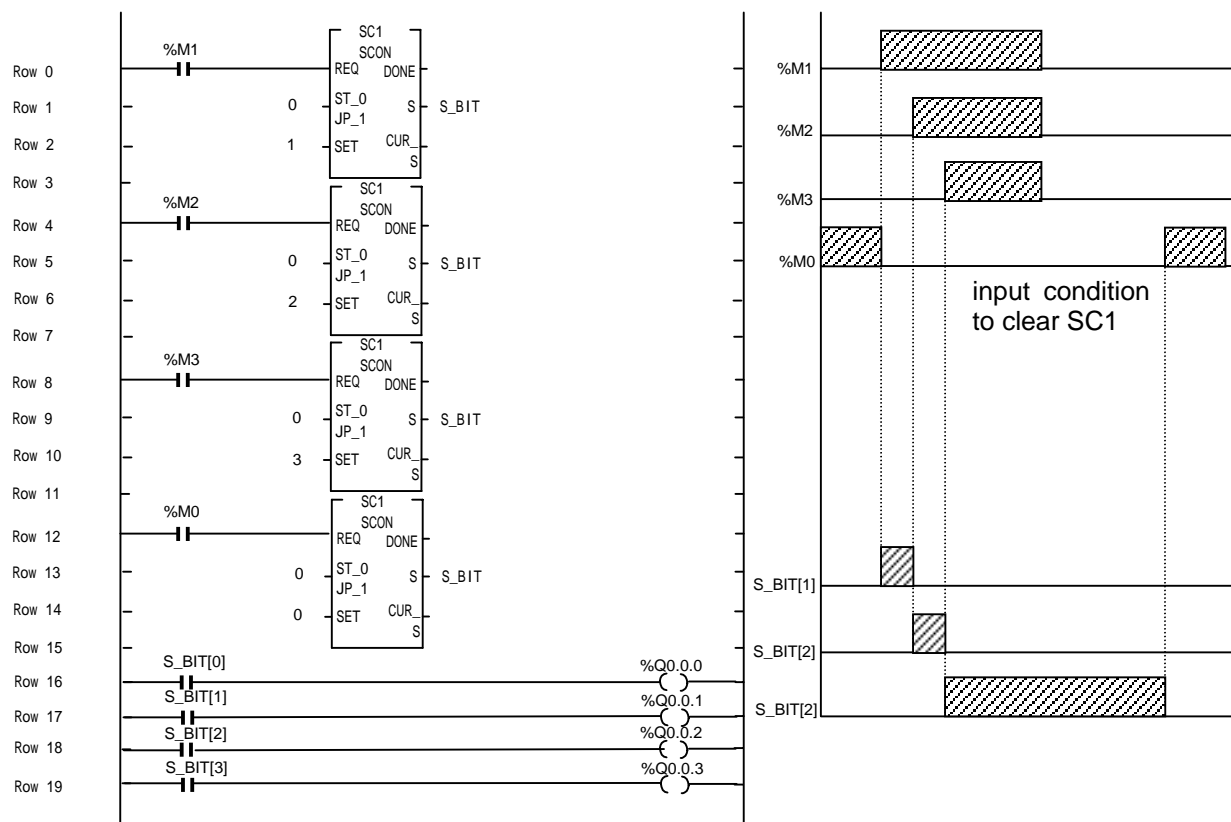 SC1
%M1
SCON
Row 0
REQ DONE
Row 1
0 ST_0 S S_BIT
JP_1
Row 2
1 SET CUR_
S
Row 3
SC1
%M2
SCON
Row 4
REQ DONE
Row 5
0 ST_0 S S_BIT
JP_1
Row 6
2 SET CUR_
S
Row 7
SC1
%M3
SCON
Row 8
REQ DONE
Row 9
0 ST_0 S S_BIT
JP_1
Row 10
3 SET CUR_
S
Row 11
SC1
%M0
SCON
Row 12
REQ DONE
Row 13
0 ST_0 S S_BIT
JP_1
Row 14
0 SET CUR_
S
Row 15
S_BIT[0] %Q0.0.0
Row 16
S_BIT[1] %Q0.0.1
Row 17
S_BIT[2] %Q0.0.2
Row 18
S_BIT[3] %Q0.0.3
Row 19
%M1
%M2
%M3
%M0
input condition
to clear SC1
S_BIT[1]
S_BIT[2]
S_BIT[2]